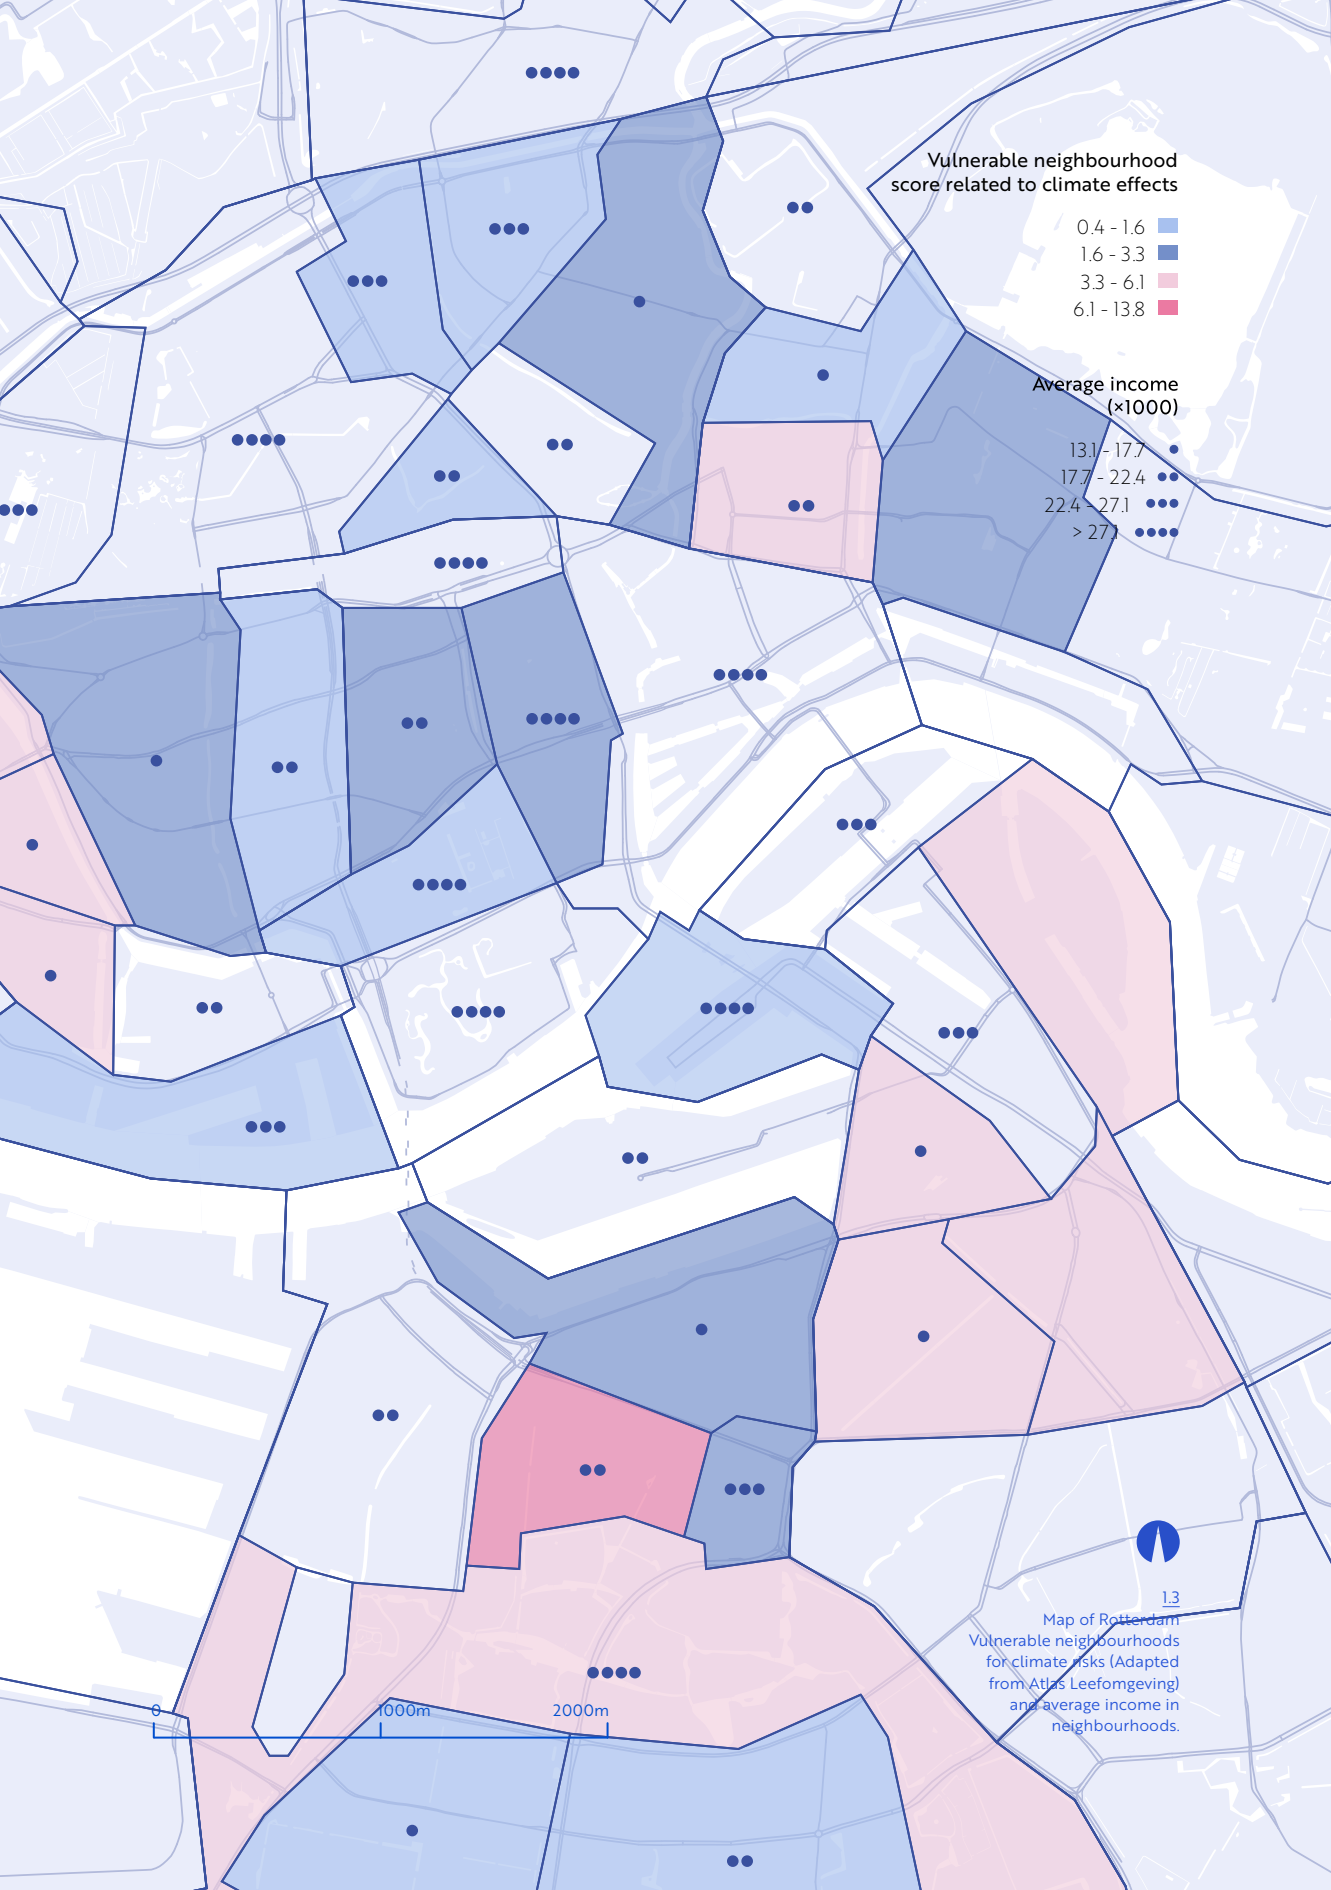 Vulnerable neighbourhood
score related to climate effects
0.4 - 1.6
1.6 - 3.3
3.3 - 6.1
6.1 - 13.8
Average income
(×1000)
13.1 - 17.7
17.7 - 22.4
22.4 - 27.1
> 27.1
1.3
Map of Rotterdam
Vulnerable neighbourhoods
for climate risks (Adapted
from Atlas Leefomgeving)
and average income in
neighbourhoods.
0 1000m 2000m